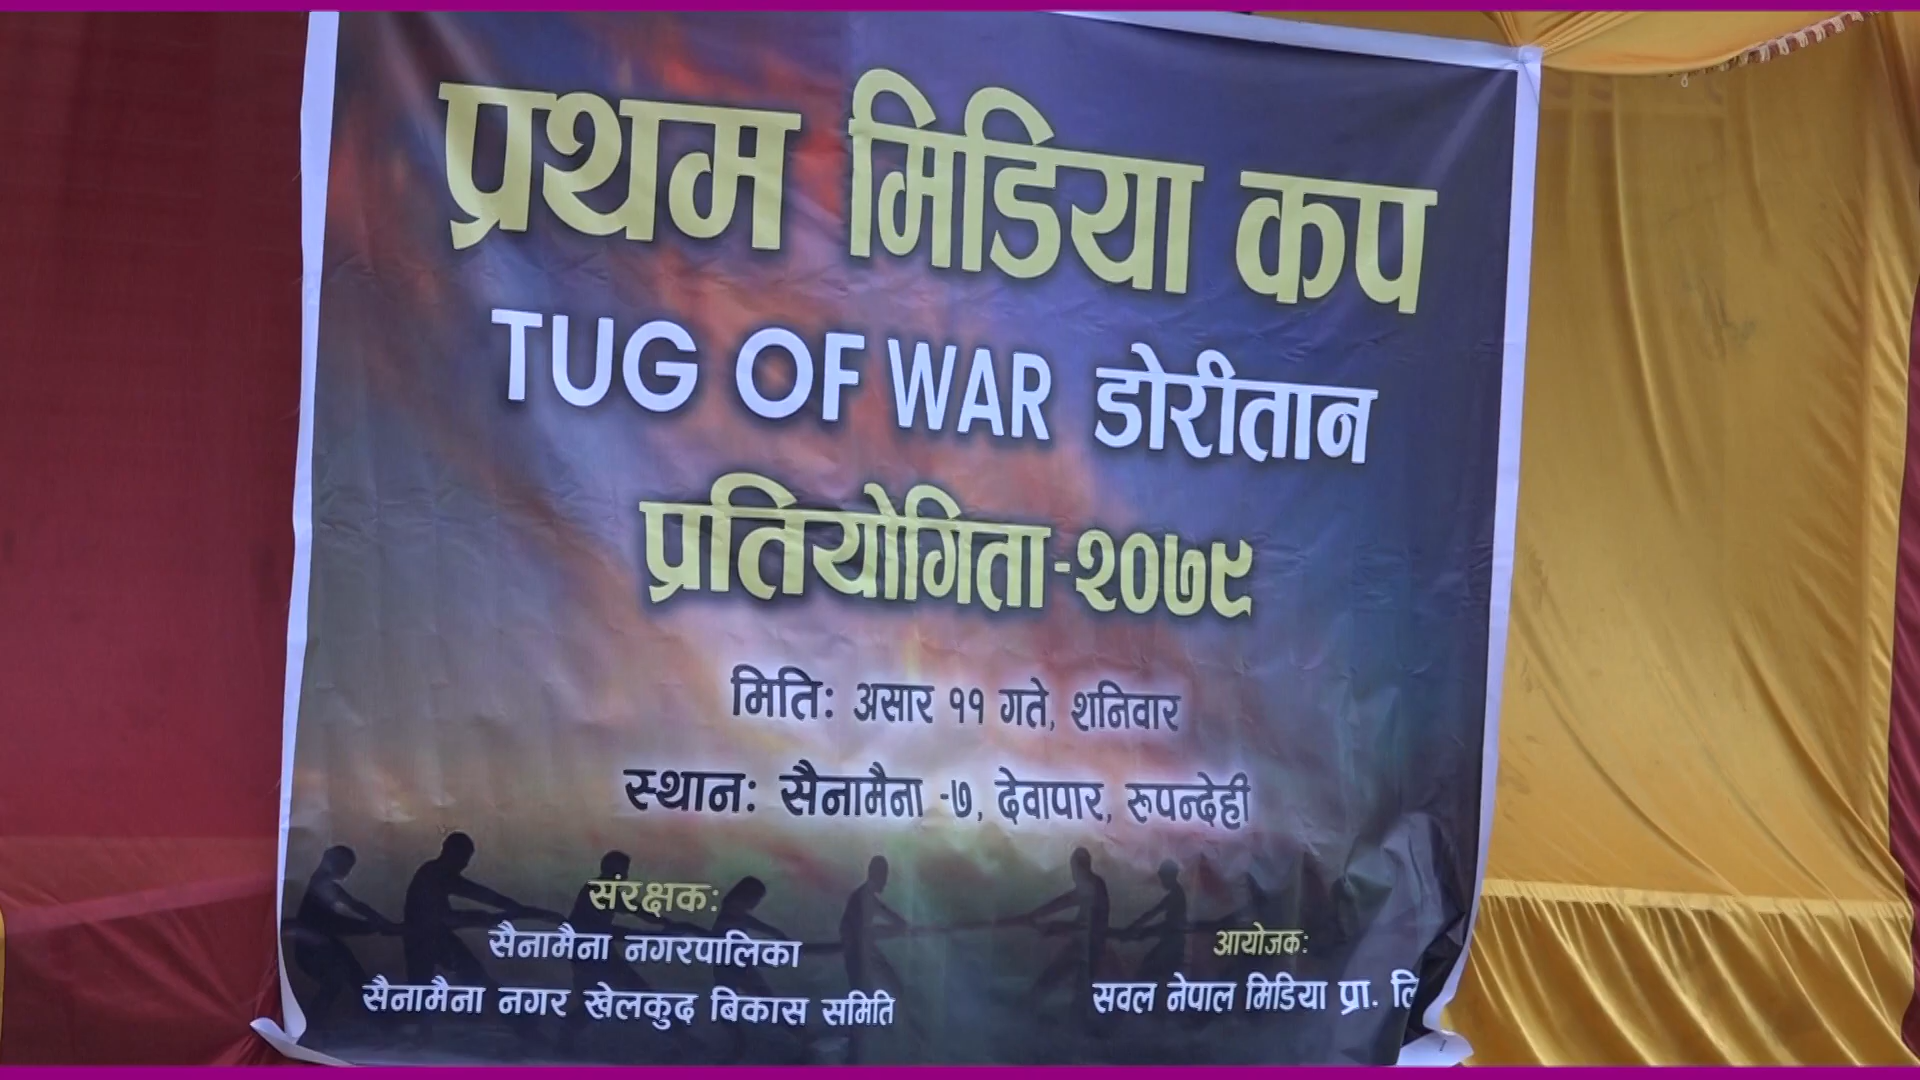 प्रथम मिडिया कप
TUG OF WAR डोरीतान
प्रतियोगिता-२०७९
मिति: असार ११ गते, शनिवार
स्थान: सैनामैना -७, देवापार, रूपन्देही
संरक्षक:
सैनामैना नगरपालिका
सैनामैना नगर खेलकुद बिकास समिति
आयोजक:
सवल नेपाल मिडिया प्रा. लि